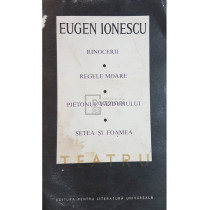 EUGEN IONESCU
RINOCERII
REGELE MOARE
PIETONUL VĂZDUHULUI
SETEA ȘI FOAMEA
TEATRU
EDITURA PENTRU LITERATURĂ UNIVERSALĂ